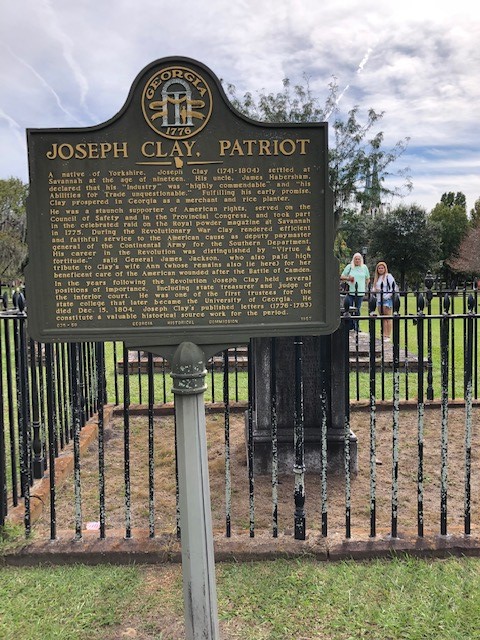 GEORGIA
1776
JOSEPH CLAY, PATRIOT
A native of Yorkshire, Joseph Clay (1741-1804) settled at
Savannah at the age of nineteen. His uncle, James Habersham,
declared that his "industry" was "highly commendable" and "his
Abilities for Trade unquestionable." Fulfilling his early promise,
Clay prospered in Georgia as a merchant and rice planter.
He was a staunch supporter of American rights, served on the
Council of Safety and in the Provincial Congress, and took part
in the celebrated raid on the Royal powder magazine at Savannah
in 1775. During the Revolutionary War Clay rendered efficient
and faithful service to the American cause as deputy paymaster
general of the Continental Army for the Southern Department.
His career in the Revolution was distinguished by "Virtue &
fortitude," said General James Jackson, who also paid high
tribute to Clay's wife Ann (whose remains also lie here) for her
beneficent care of the American wounded after the Battle of Camden.
In the years following the Revolution Joseph Clay held several
positions of importance, including state treasurer and judge of
the inferior court. He was one of the first trustees for the
state college that later became the University of Georgia. He
died Dec. 15, 1804. Joseph Clay's published letters (1776-1793)
constitute a valuable historical source work for the period.
GEORGIA HISTORICAL COMMISSION